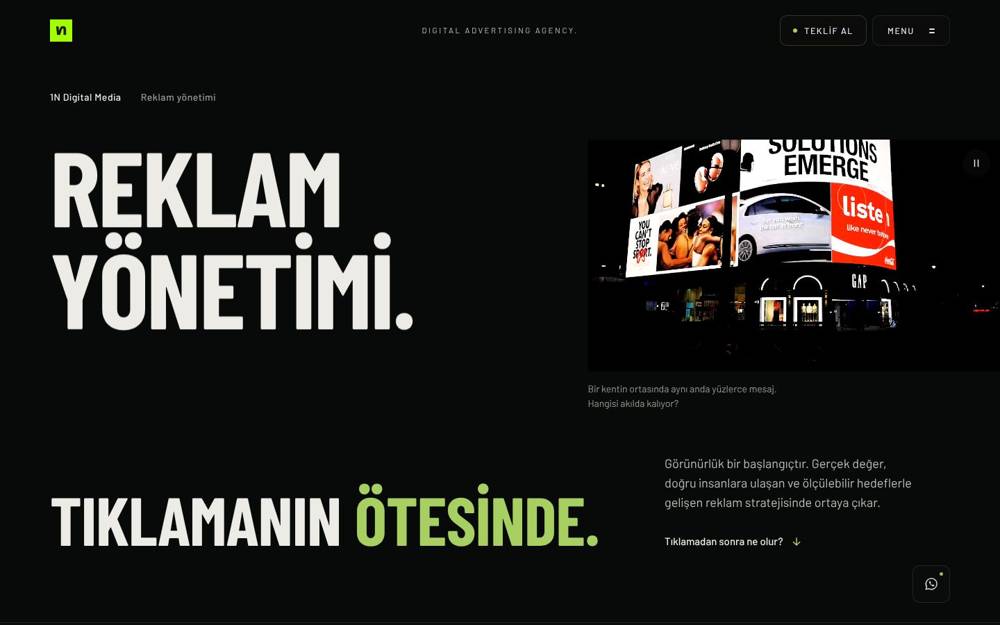 DIGITAL ADVERTISING AGENCY.
TEKLİF AL
MENU
1N Digital Media
Reklam yönetimi
REKLAM
YÖNETİMİ.
SOLUTIONS
EMERGE
YOU
CAN'T
STOP
liste
like never before
GAP
Bir kentin ortasında aynı anda yüzlerce mesaj.
Hangisi akılda kalıyor?
TIKLAMANIN ÖTESİNDE.
Görünürlük bir başlangıçtır. Gerçek değer,
doğru insanlara ulaşan ve ölçülebilir hedeflerle
gelişen reklam stratejisinde ortaya çıkar.
Tıklamadan sonra ne olur?